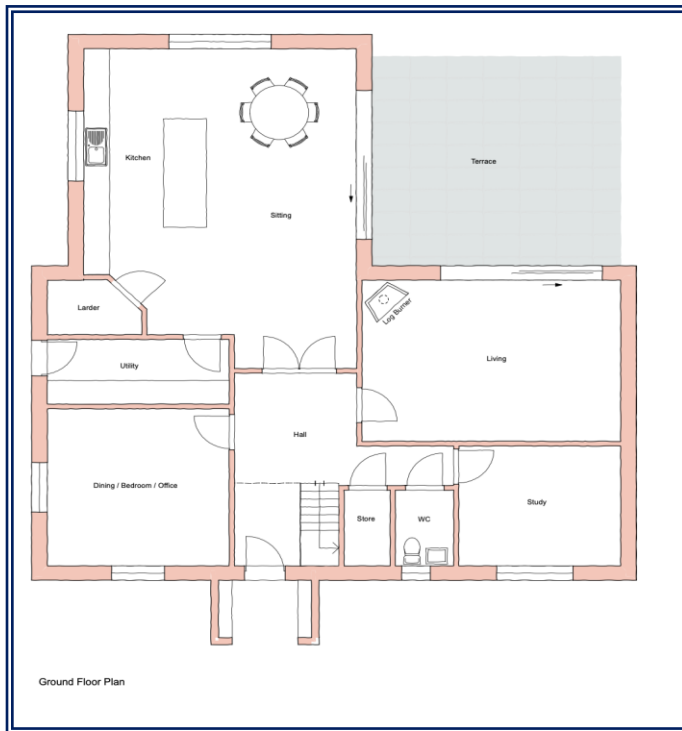 Kitchen
Terrace
Sitting
Larder
Log Burner
Living
Utility
Hall
Dining / Bedroom / Office
Study
Store
WC
Ground Floor Plan